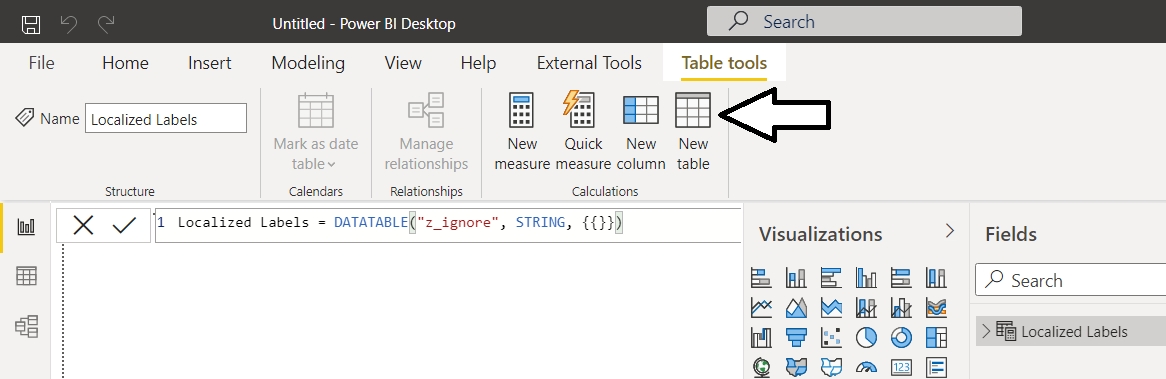 Untitled - Power BI Desktop
Search
File Home Insert Modeling View Help External Tools Table tools
Name Localized Labels
Mark as date
table
Manage
relationships
New
measure
Quick
measure
New
column
New
table
Structure Calendars Relationships Calculations
1 Localized Labels = DATATABLE("z_ignore", STRING, {{}})
Visualizations
Fields
Search
Localized Labels
123